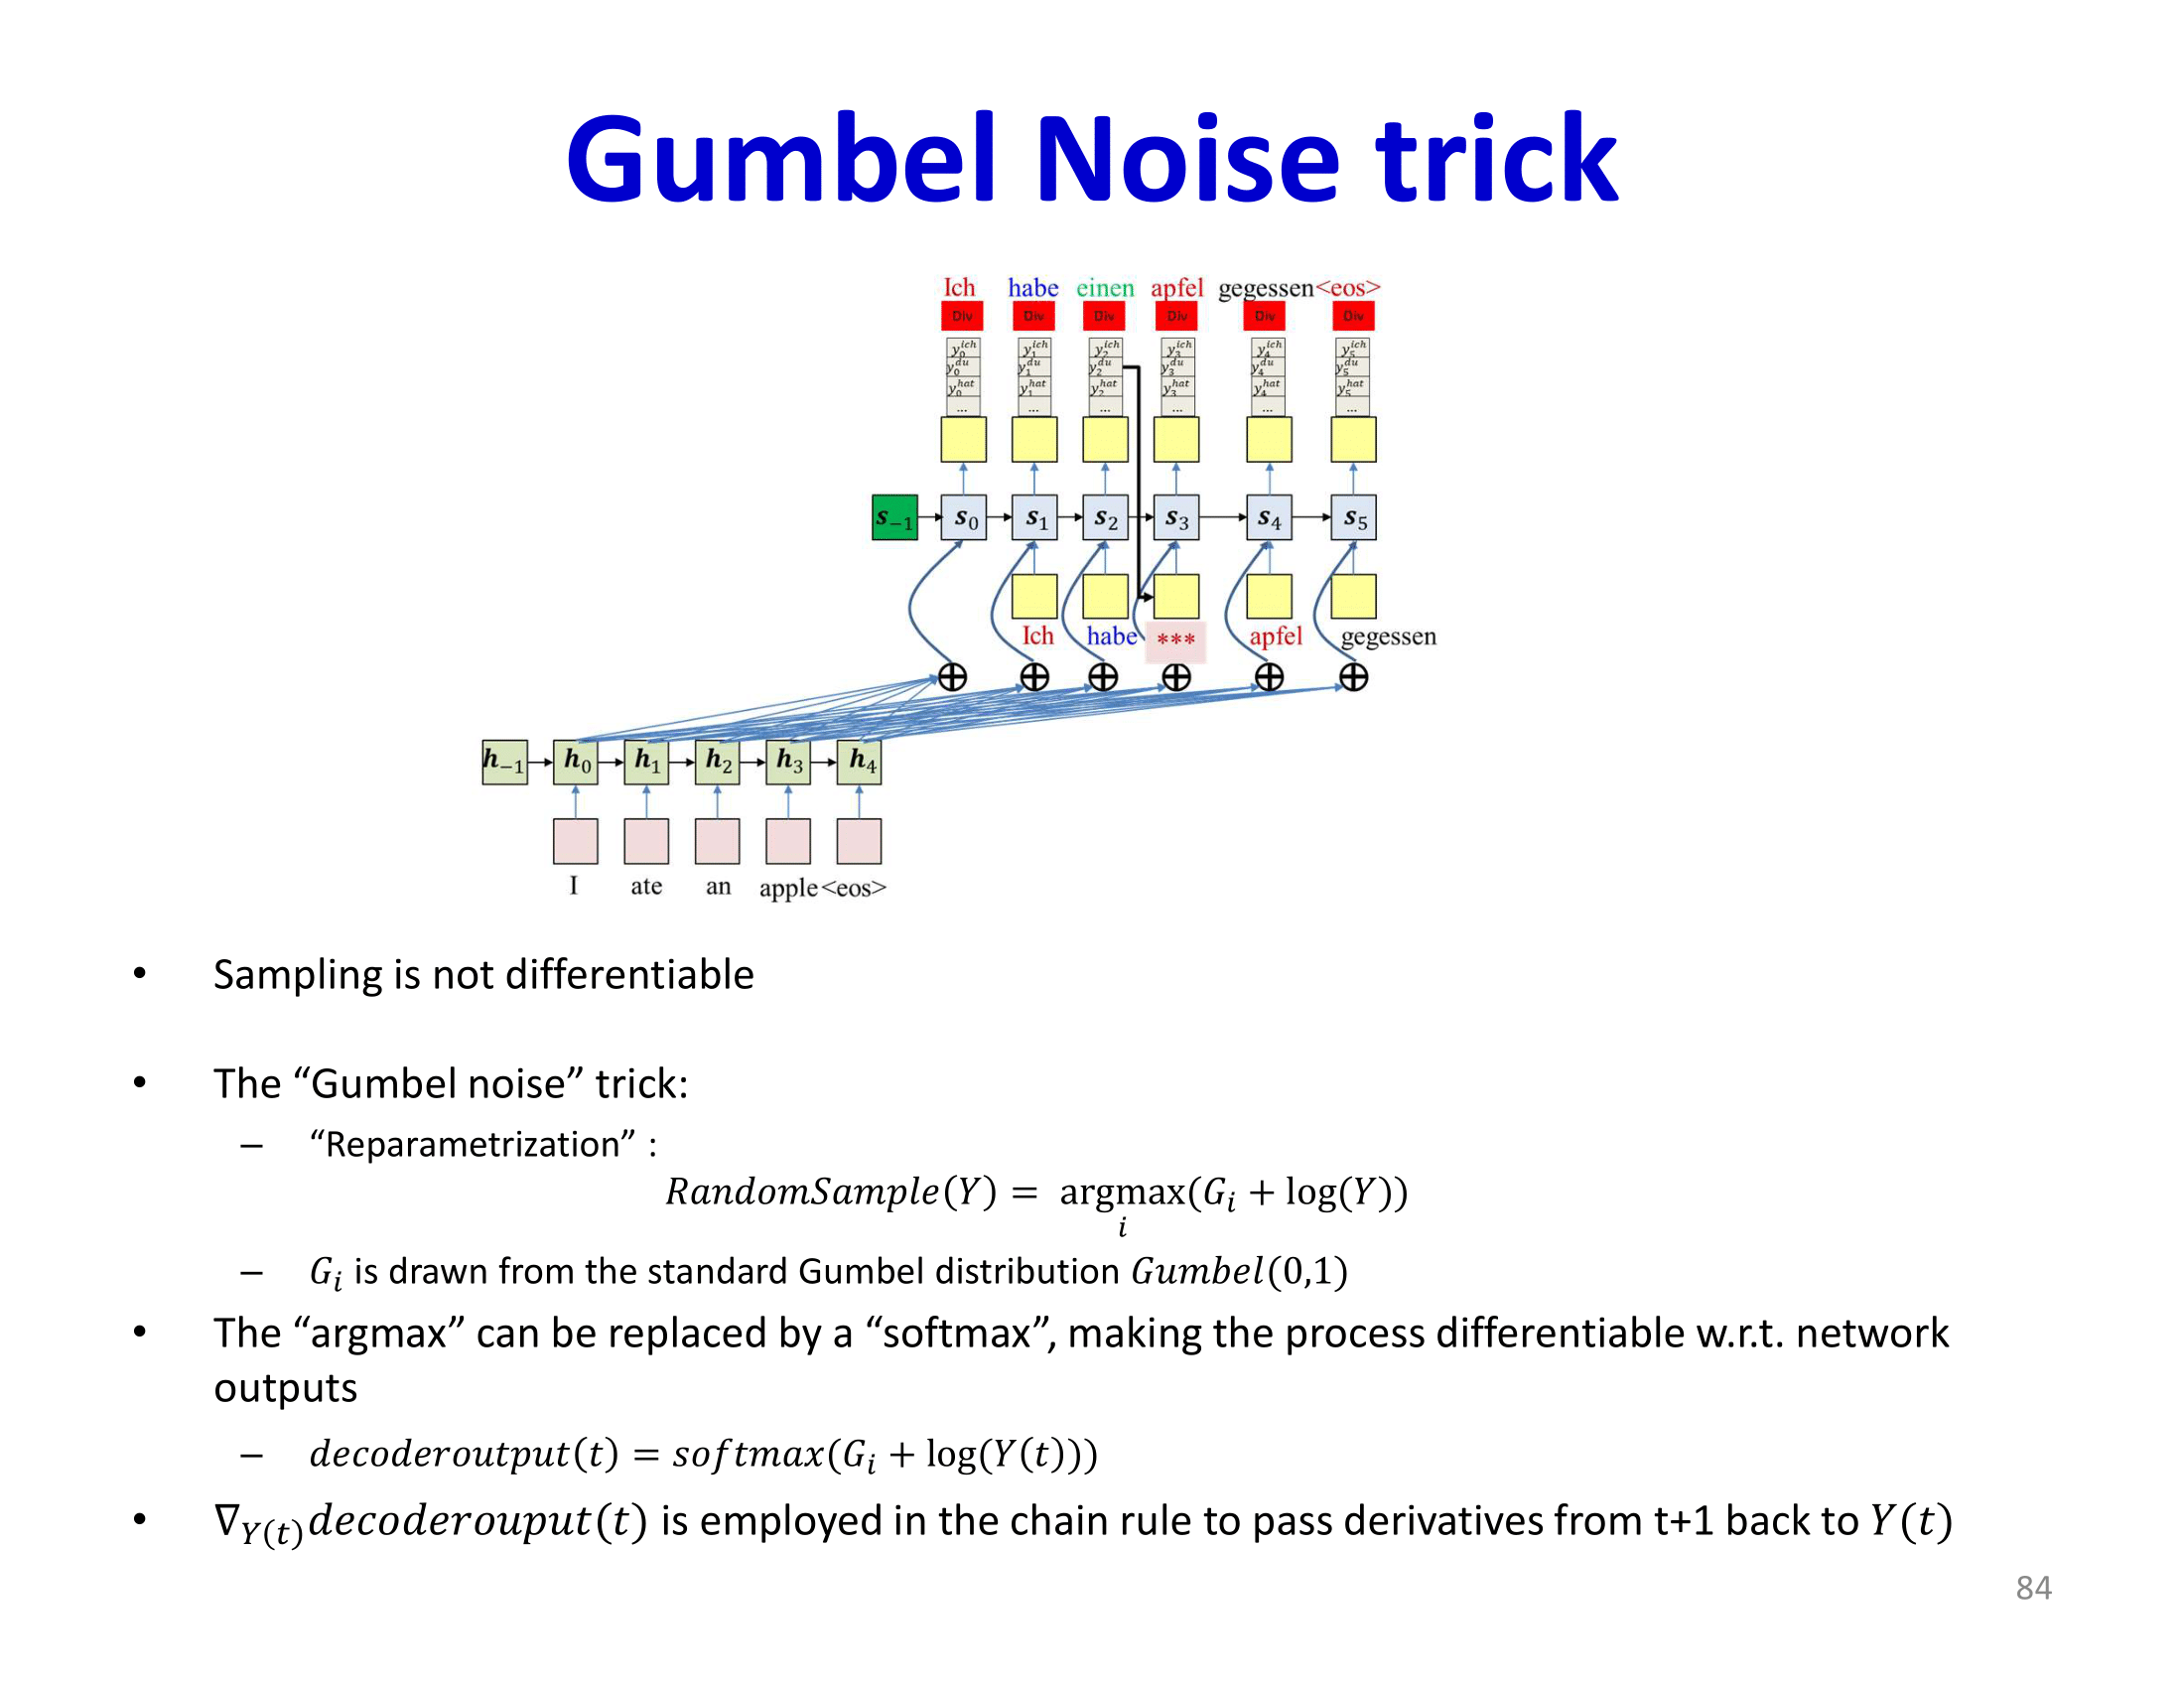 Gumbel Noise trick
Ich habe einen apfel gegessen<eos>
Div Div Div Div Div Div
y_0^{ich} y_1^{ich} y_2^{ich} y_3^{ich} y_4^{ich} y_5^{ich}
y_0^{du} y_1^{du} y_2^{du} y_3^{du} y_4^{du} y_5^{du}
y_0^{hat} y_1^{hat} y_2^{hat} y_3^{hat} y_4^{hat} y_5^{hat}
... ... ... ... ... ...
s_{−1} s_0 s_1 s_2 s_3 s_4 s_5
Ich habe *** apfel gegessen
h_{−1} h_0 h_1 h_2 h_3 h_4
I ate an apple <eos>
• Sampling is not differentiable
• The “Gumbel noise” trick:
– “Reparametrization” :
RandomSample(Y) = argmax(G_i + log(Y))
i
– G_i is drawn from the standard Gumbel distribution Gumbel(0,1)
• The “argmax” can be replaced by a “softmax”, making the process differentiable w.r.t. network
outputs
– decoderoutput(t) = softmax(G_i + log(Y(t)))
• ∇_{Y(t)}decoderouput(t) is employed in the chain rule to pass derivatives from t+1 back to Y(t)
84